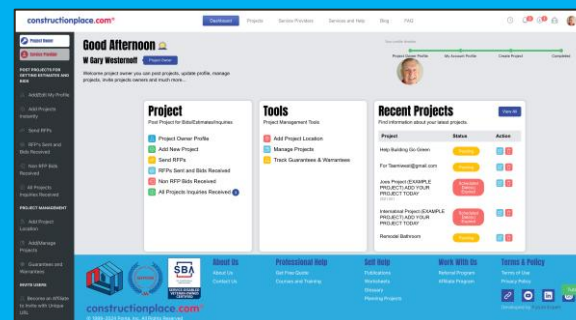 constructionplace.com
Dashboard
Projects
Service Providers
Services and Help
Blog
FAQ
Project Owner
Service Provider
POST PROJECTS FOR
GETTING ESTIMATES AND
BIDS
Add/Edit My Profile
Add Projects
Instantly
Send RFPs
RFP's Sent and
Bids Received
Non RFP Bids
Received
All Projects
Inquiries Received
PROJECT MANAGEMENT
Add Project
Location
Add/Manage
Projects
Guarantees and
Warrantees
INVITE USERS
Become an Affiliate
to Invite with Unique
URL
Good Afternoon
W Gary Westernoff
Project Owner
Welcome project owner you can post projects, update profile, manage
projects, invite projects owners and much more...
Project Owner Profile
My Account Profile
Create Project
Completed
Project
Post Project for Bids/Estimates/Inquiries
Project Owner Profile
Add New Project
Send RFPs
RFPs Sent and Bids Received
Non RFP Bids Received
All Projects Inquiries Received
Tools
Project Management Tools
Add Project Location
Manage Projects
Track Guarantees & Warrantees
Recent Projects
View All
Find information about your latest projects
Project Status Action
Help Building Go Green
Pending
For Teamiweali@gmail.com
Pending
Jons Project (EXAMPLE
PROJECT) ADD YOUR
PROJECT TODAY
International Project (EXAMPLE
PROJECT) ADD YOUR
PROJECT TODAY
Remodel Bathroom
Pending
SBA
SERVICE-DISABLED
VETERAN-OWNED
CERTIFIED
constructionplace.com
About Us
About Us
Contact Us
Professional Help
Get Free Quote
Courses and Training
Self Help
Publications
Worksheets
Glossary
Planning Projects
Work With Us
Referral Program
Affiliate Program
Terms & Policy
Terms of Use
Privacy Policy